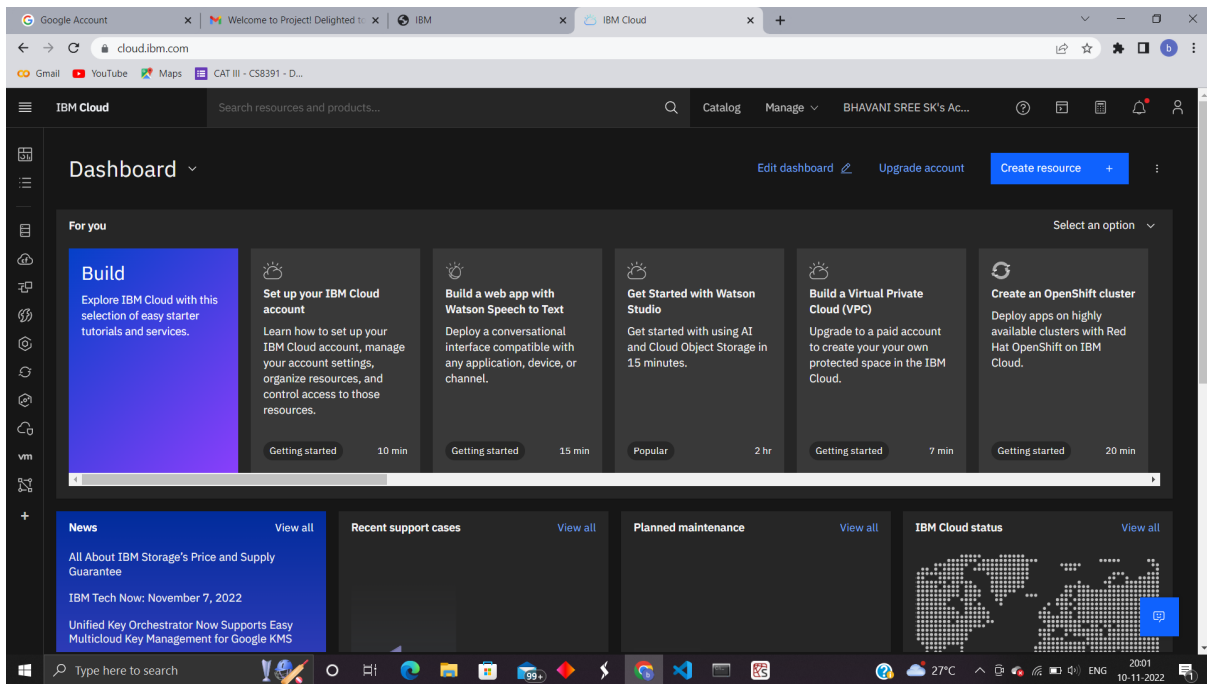 Google Account
Welcome to Project! Delighted to
IBM
IBM Cloud
cloud.ibm.com
b
Gmail
YouTube
Maps
CAT III - CS8391 - D...
IBM Cloud
Search resources and products...
Catalog
Manage
BHAVANI SREE SK's Ac...
Dashboard
Edit dashboard
Upgrade account
Create resource +
For you
Select an option
Build
Explore IBM Cloud with this
selection of easy starter
tutorials and services.
Set up your IBM Cloud
account
Learn how to set up your
IBM Cloud account, manage
your account settings,
organize resources, and
control access to those
resources.
Getting started
10 min
Build a web app with
Watson Speech to Text
Deploy a conversational
interface compatible with
any application, device, or
channel.
Getting started
15 min
Get Started with Watson
Studio
Get started with using AI
and Cloud Object Storage in
15 minutes.
Popular
2 hr
Build a Virtual Private
Cloud (VPC)
Upgrade to a paid account
to create your your own
protected space in the IBM
Cloud.
Getting started
7 min
Create an OpenShift cluster
Deploy apps on highly
available clusters with Red
Hat OpenShift on IBM
Cloud.
Getting started
20 min
vm
News
View all
All About IBM Storage's Price and Supply
Guarantee
IBM Tech Now: November 7, 2022
Unified Key Orchestrator Now Supports Easy
Multicloud Key Management for Google KMS
Recent support cases
View all
Planned maintenance
View all
IBM Cloud status
View all
Type here to search
99+
27°C
ENG
20:01
10-11-2022
1